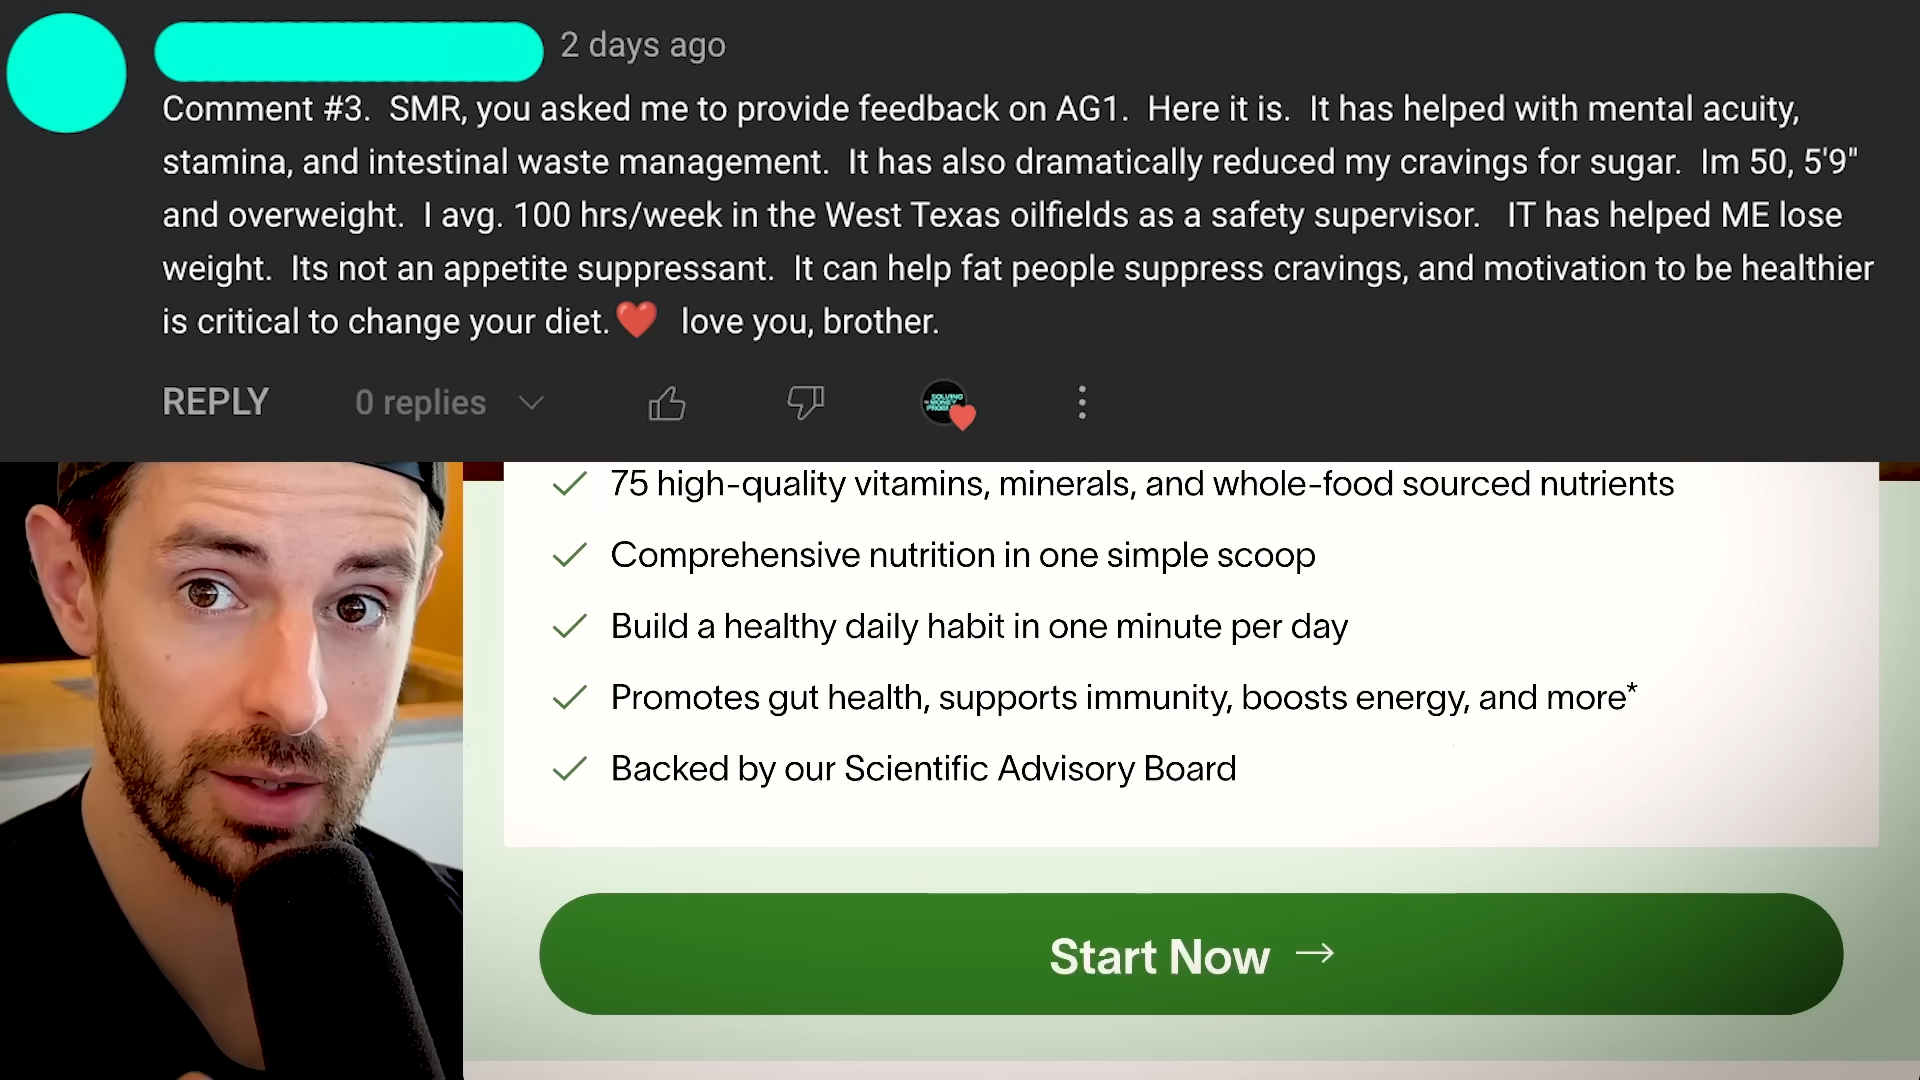 2 days ago
Comment #3.  SMR, you asked me to provide feedback on AG1.  Here it is.  It has helped with mental acuity,
stamina, and intestinal waste management.  It has also dramatically reduced my cravings for sugar.  Im 50, 5'9"
and overweight.  I avg. 100 hrs/week in the West Texas oilfields as a safety supervisor.   IT has helped ME lose
weight.  Its not an appetite suppressant.  It can help fat people suppress cravings, and motivation to be healthier
is critical to change your diet.❤️  love you, brother.
REPLY 0 replies
SOLVING
MONEY
75 high-quality vitamins, minerals, and whole-food sourced nutrients
Comprehensive nutrition in one simple scoop
Build a healthy daily habit in one minute per day
Promotes gut health, supports immunity, boosts energy, and more*
Backed by our Scientific Advisory Board
Start Now →